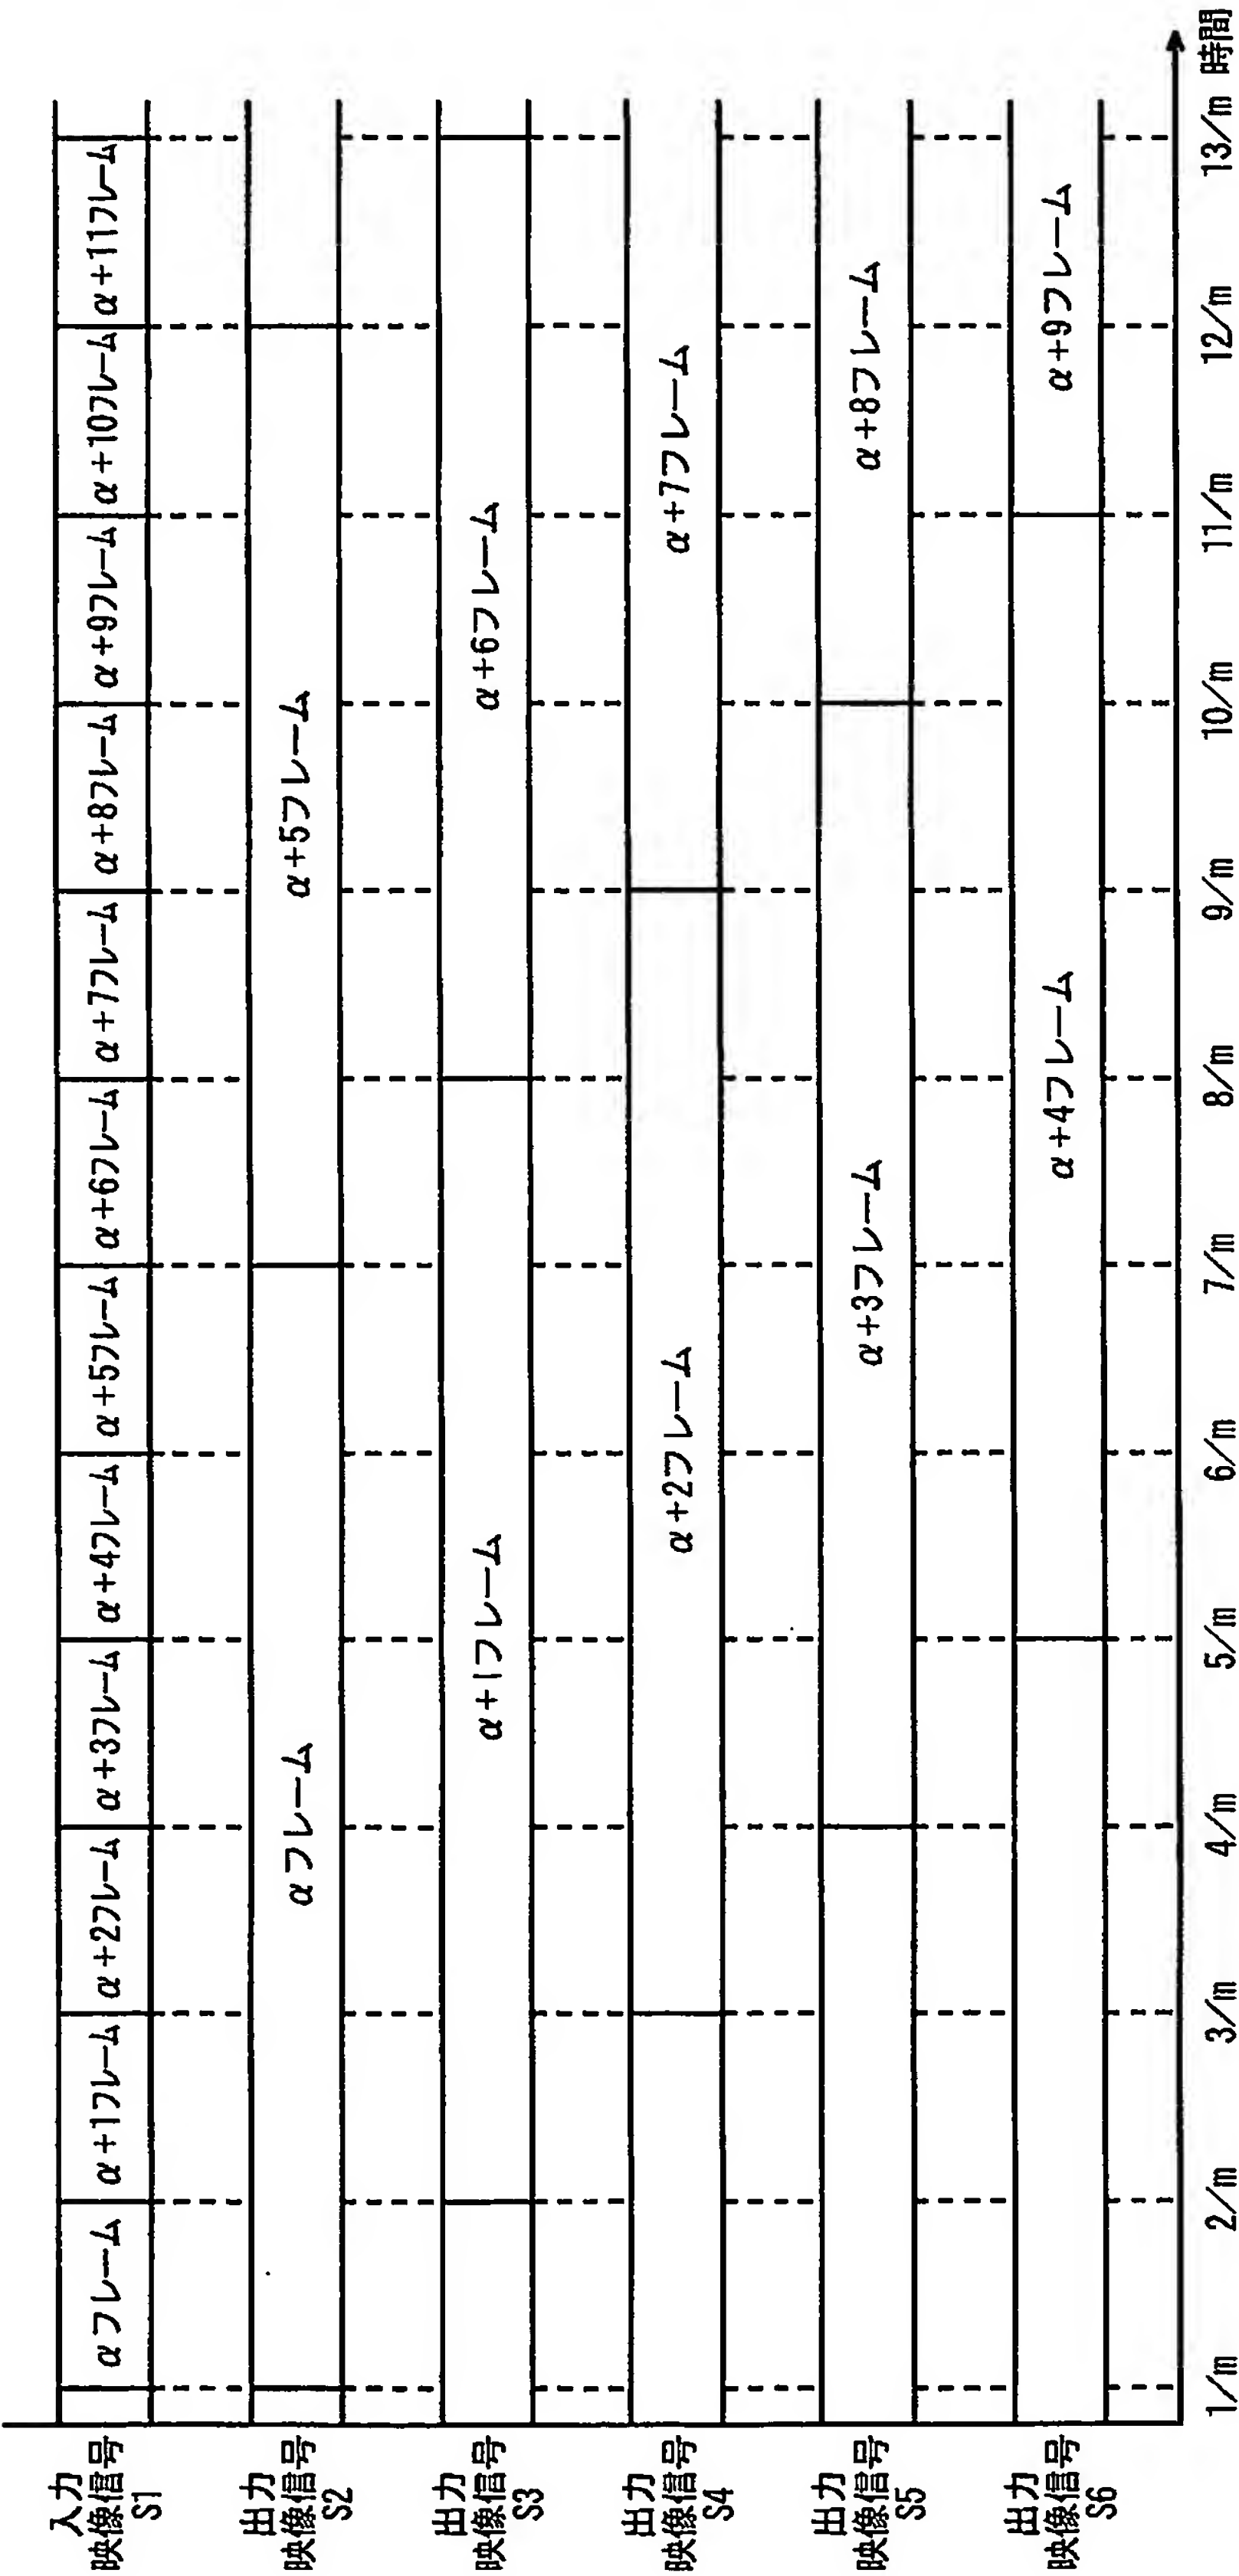 入力
映像信号
S1
αフレーム
α+1フレーム
α+2フレーム
α+3フレーム
α+4フレーム
α+5フレーム
α+6フレーム
α+7フレーム
α+8フレーム
α+9フレーム
α+10フレーム
α+11フレーム
出力
映像信号
S2
αフレーム
α+5フレーム
出力
映像信号
S3
α+1フレーム
α+6フレーム
出力
映像信号
S4
α+2フレーム
α+7フレーム
出力
映像信号
S5
α+3フレーム
α+8フレーム
出力
映像信号
S6
α+4フレーム
α+9フレーム
1/m
2/m
3/m
4/m
5/m
6/m
7/m
8/m
9/m
10/m
11/m
12/m
13/m
時間